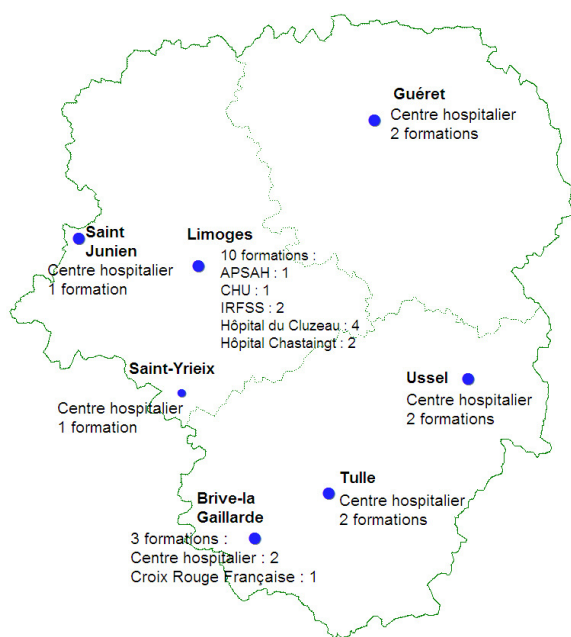 Guéret
Centre hospitalier
2 formations
Saint
Junien
Centre hospitalier
1 formation
Limoges
10 formations :
APSAH : 1
CHU : 1
IRFSS : 2
Hôpital du Cluzeau : 4
Hôpital Chastaingt : 2
Saint-Yrieix
Centre hospitalier
1 formation
Ussel
Centre hospitalier
2 formations
Tulle
Centre hospitalier
2 formations
Brive-la
Gaillarde
3 formations :
Centre hospitalier : 2
Croix Rouge Française : 1